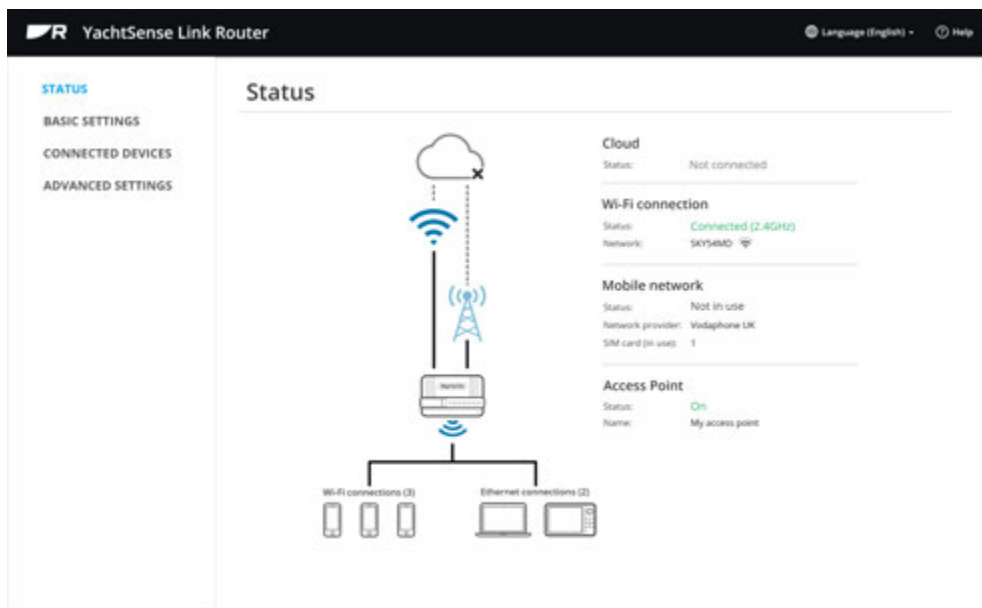 YachtSense Link Router
Language (English)
Help
STATUS
BASIC SETTINGS
CONNECTED DEVICES
ADVANCED SETTINGS
Status
Cloud
Status: Not connected
Wi-Fi connection
Status: Connected (2.4GHz)
Network:
Mobile network
Status: Not in use
Network provider: Vodaphone UK
SIM card (in use): 1
Access Point
Status: On
Name: My access point
Wi-Fi connections (3)
Ethernet connections (2)